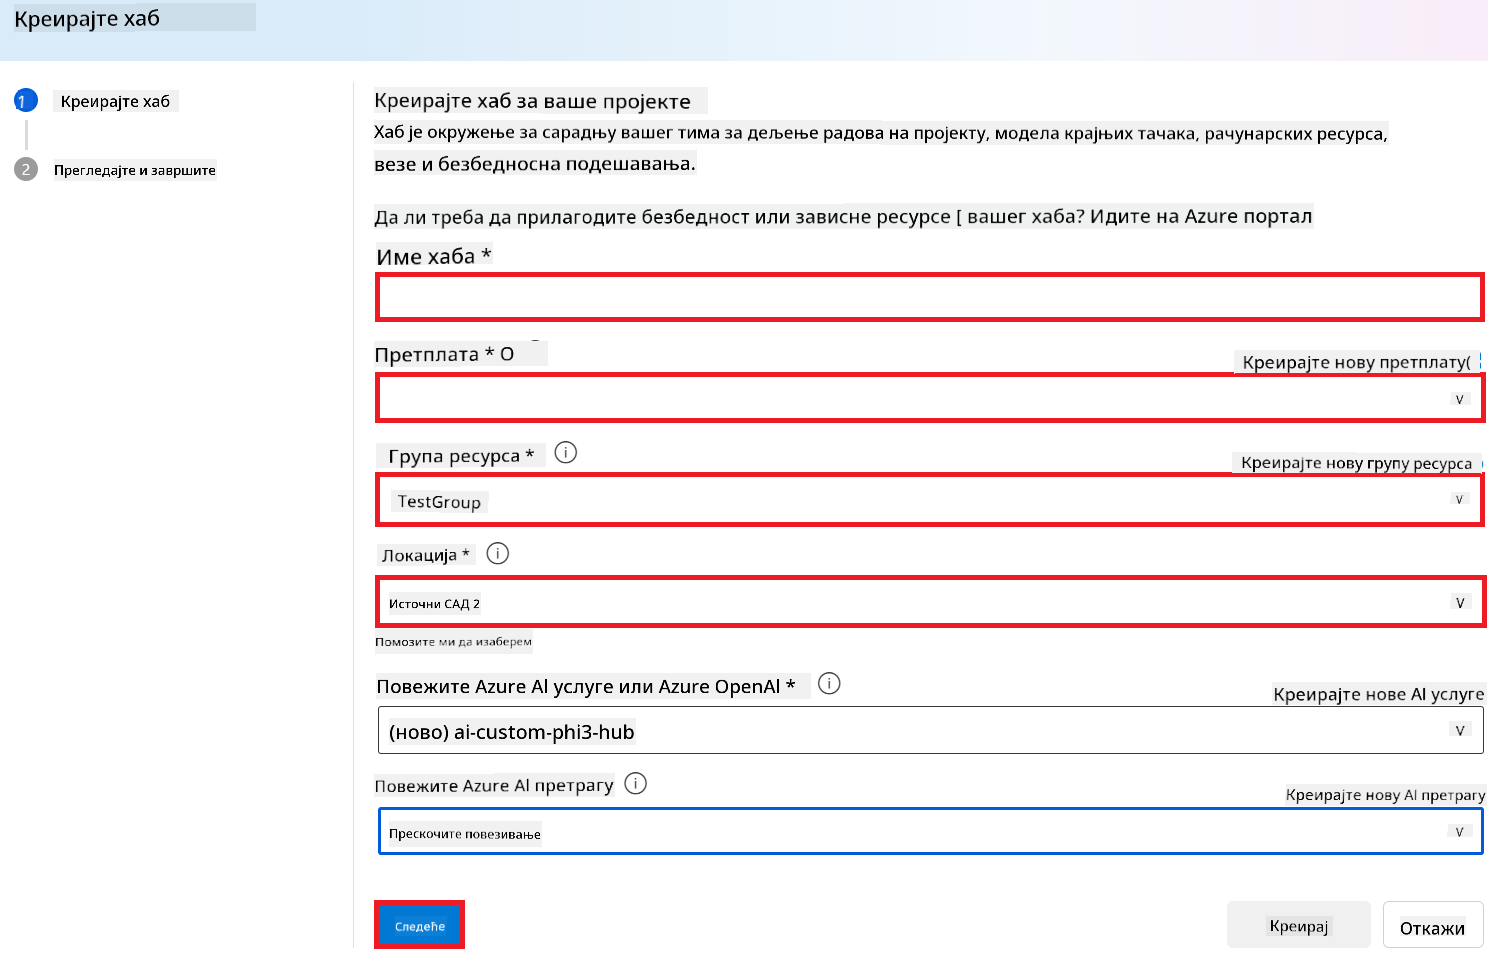 Креирајте хаб
1 Креирајте хаб
2 Прегледајте и завршите
Креирајте хаб за ваше пројекте
Хаб је окружење за сарадњу вашег тима за дељење радова на пројекту, модела крајњих тачака, рачунарских ресурса,
везе и безбедносна подешавања.
Да ли треба да прилагодите безбедност или зависне ресурсе [ вашег хаба? Идите на Azure портал
Име хаба *
Претплата * О
Креирајте нову претплату(
v
Група ресурса *
Креирајте нову групу ресурса
TestGroup
v
Локација *
Источни САД 2
v
Помозите ми да изаберем
Повежите Azure AI услуге или Azure OpenAI *
Креирајте нове AI услуге
(ново) ai-custom-phi3-hub
v
Повежите Azure AI претрагу
Креирајте нову AI претрагу
Прескочите повезивање
v
Следеће
Креирај
Откажи